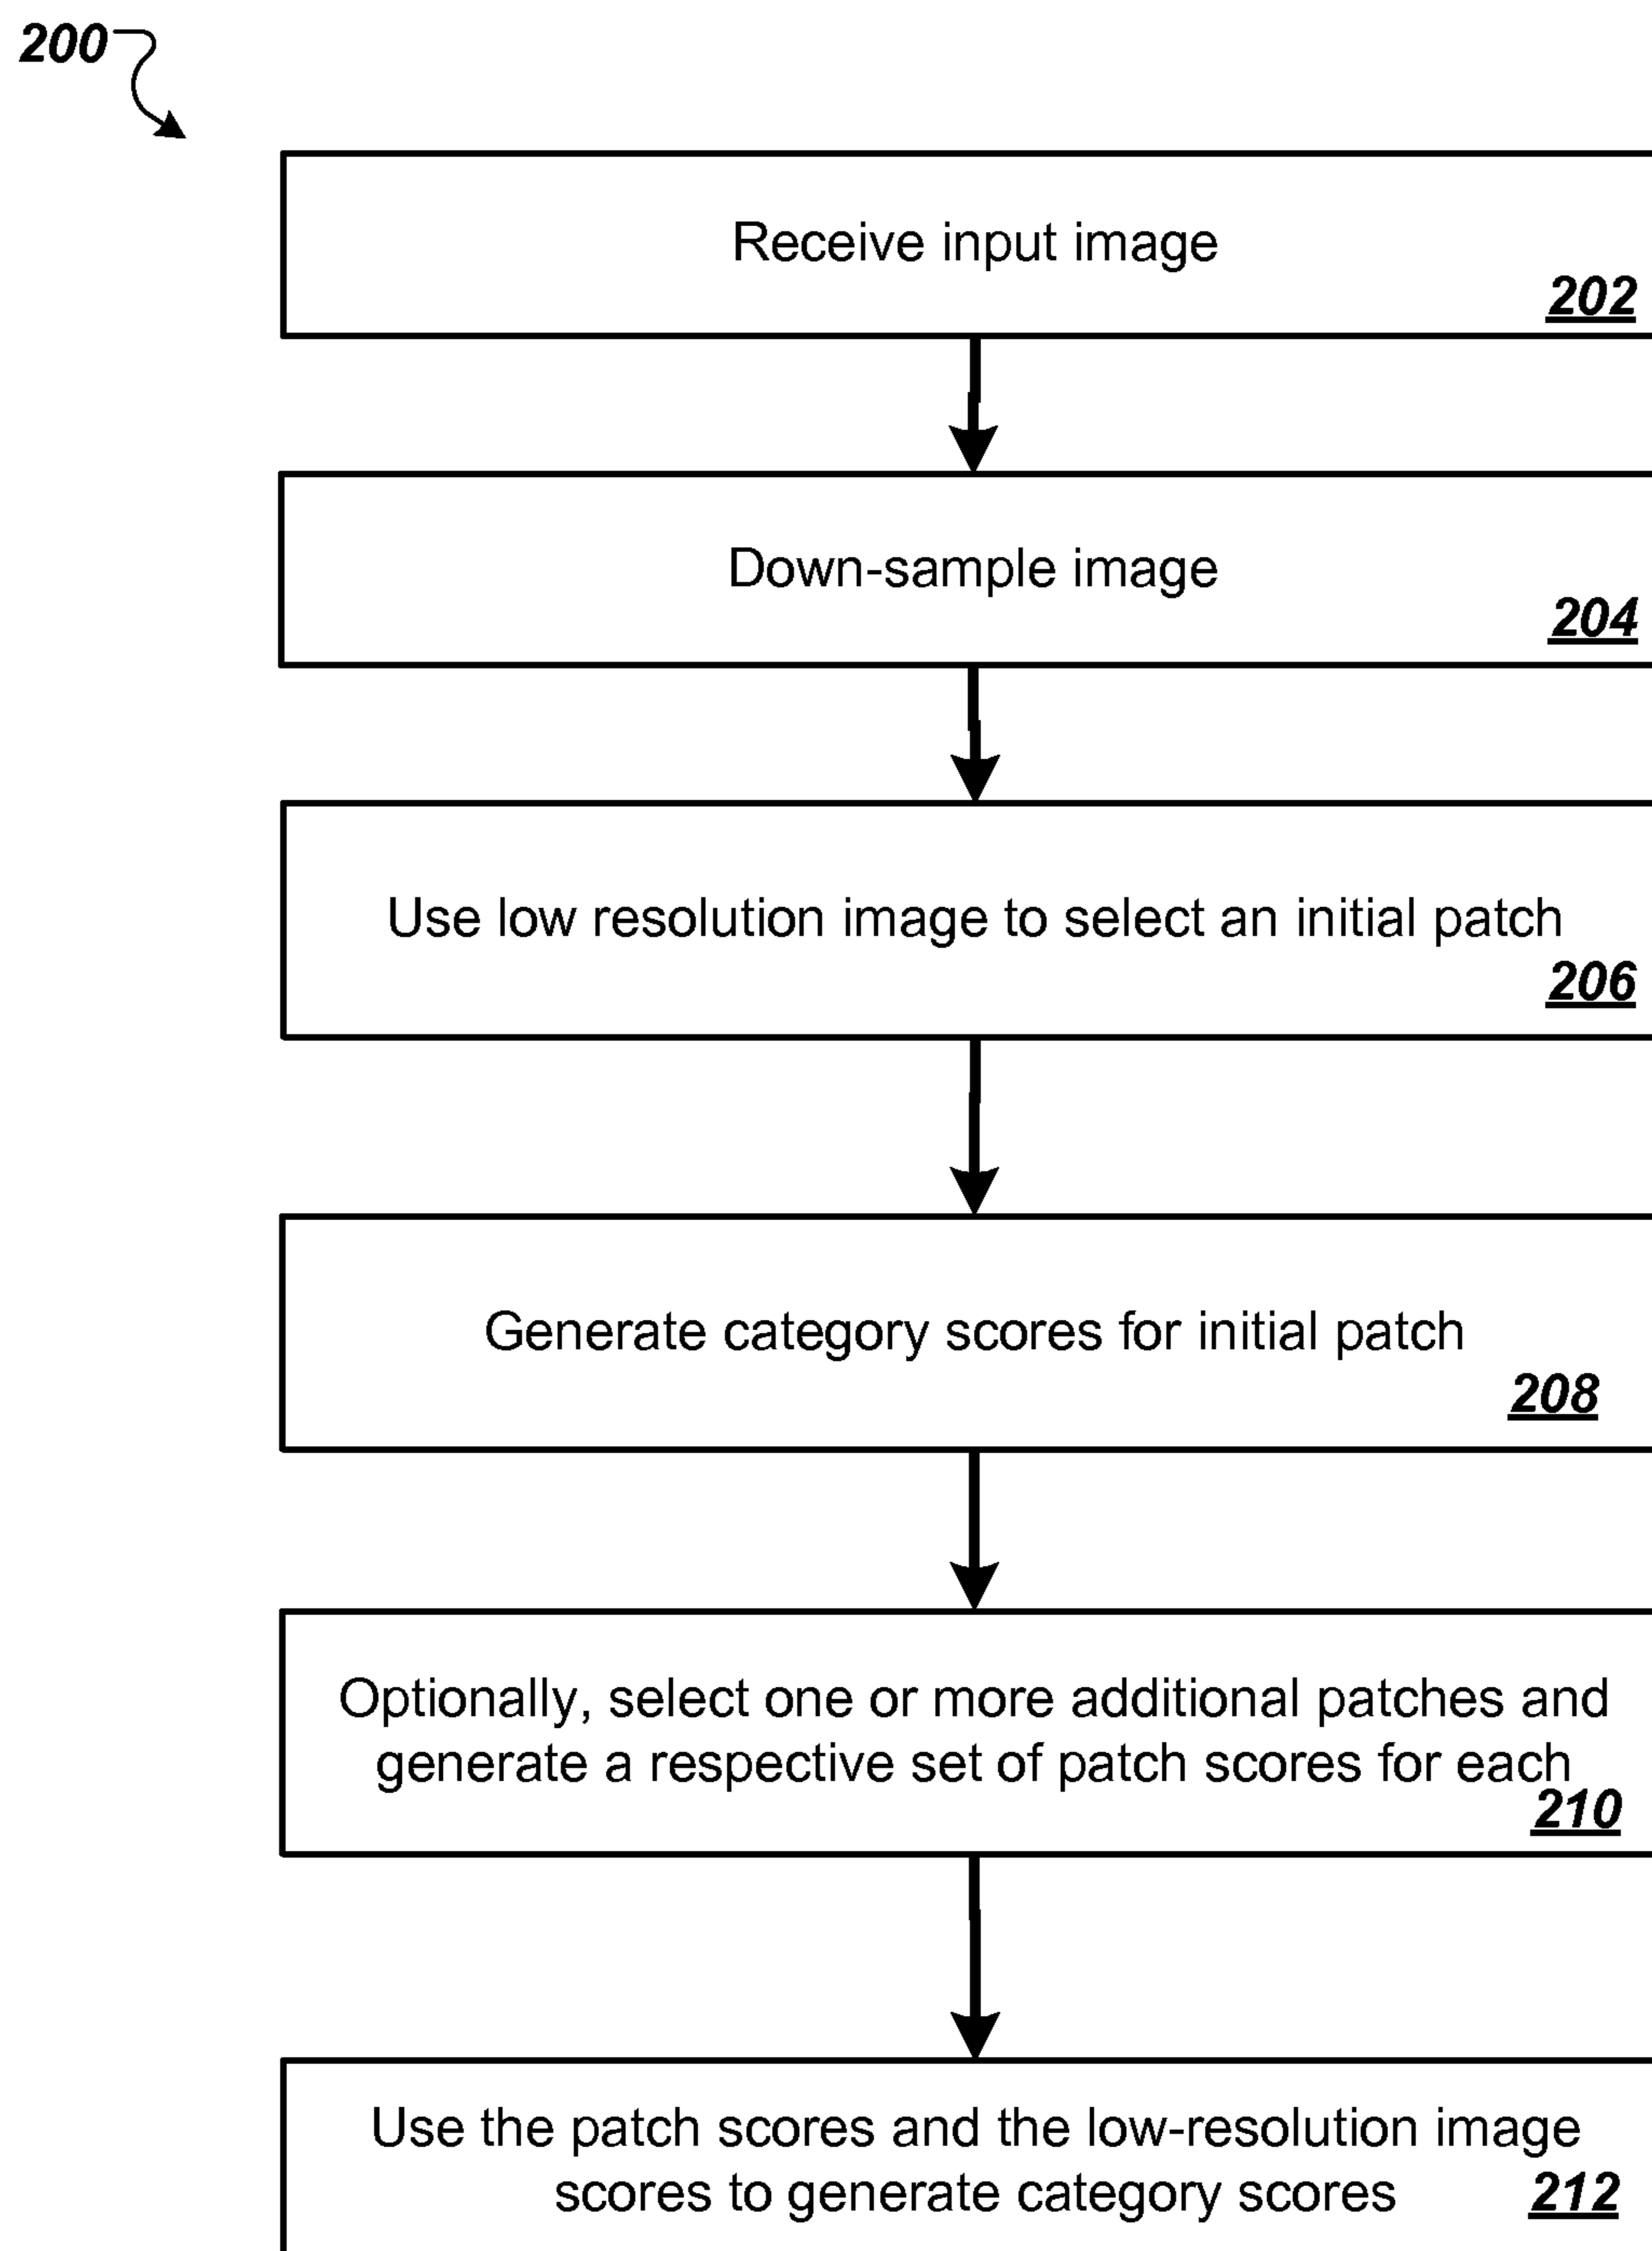 200
Receive input image
202
Down-sample image
204
Use low resolution image to select an initial patch
206
Generate category scores for initial patch
208
Optionally, select one or more additional patches and
generate a respective set of patch scores for each
210
Use the patch scores and the low-resolution image
scores to generate category scores
212